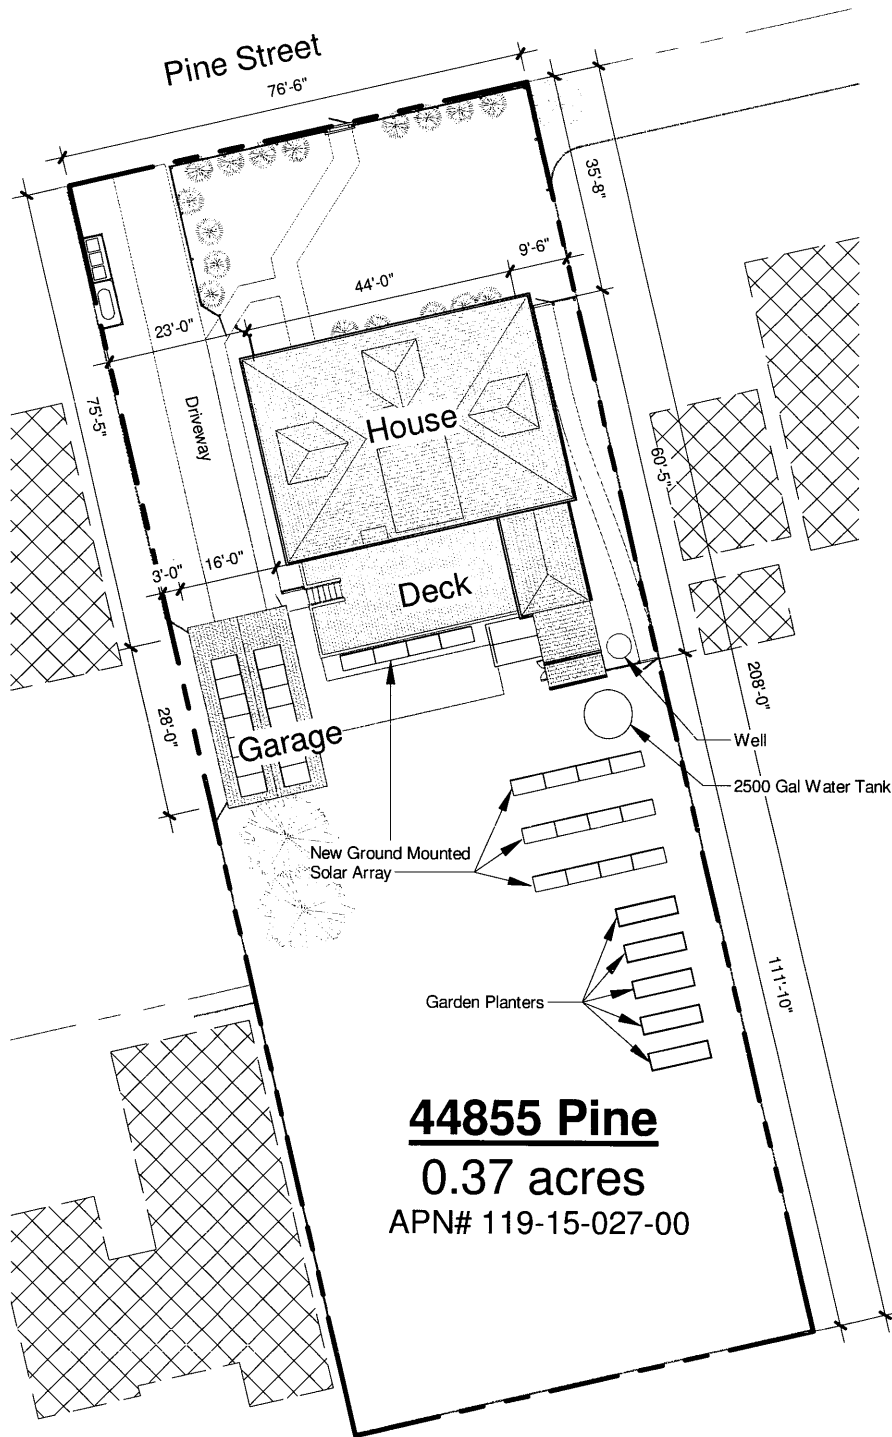 Pine Street
76'-6"
35'-8"
9'-6"
44'-0"
23'-0"
75'-5"
Driveway
House
60'-5"
3'-0"
16'-0"
Deck
208'-0"
28'-0"
Garage
Well
2500 Gal Water Tank
New Ground Mounted
Solar Array
111'-10"
Garden Planters
44855 Pine
0.37 acres
APN# 119-15-027-00